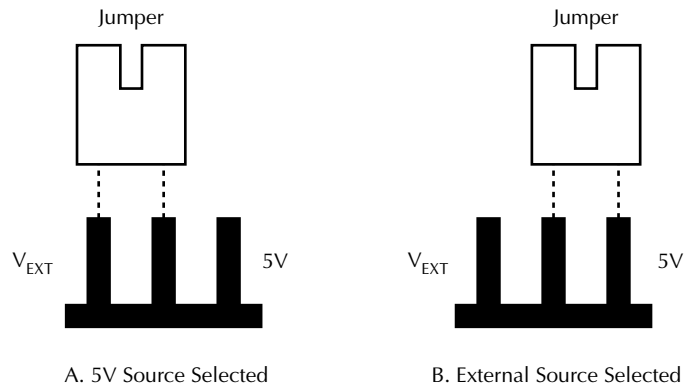 Jumper
Jumper
V_EXT
5V
V_EXT
5V
A. 5V Source Selected
B. External Source Selected